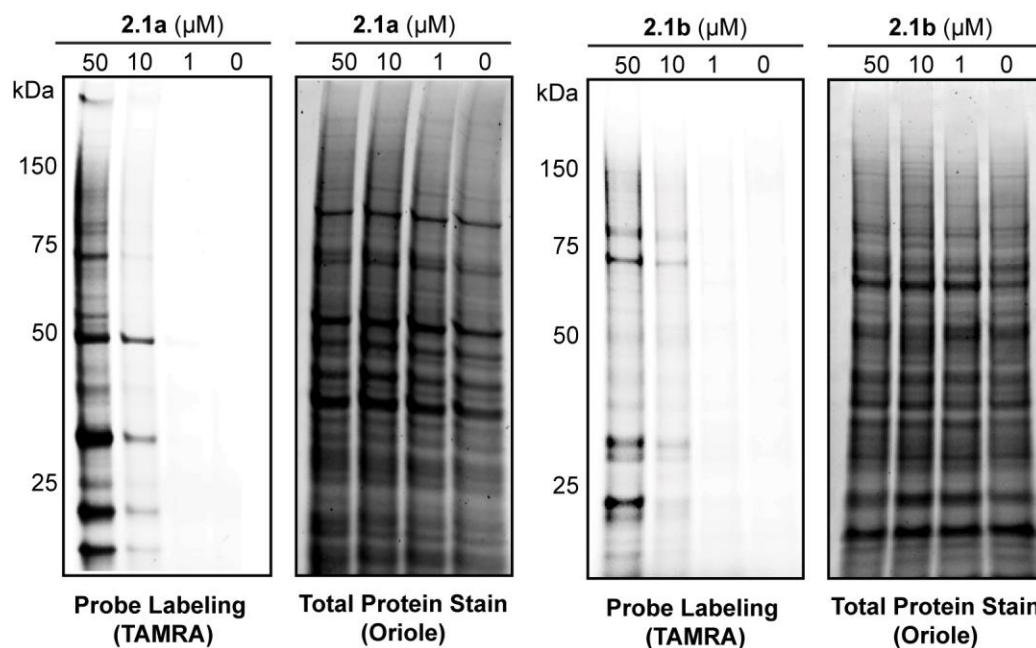 2.1a (µM)
50 10 1 0
kDa
150
75
50
25
Probe Labeling
(TAMRA)
2.1a (µM)
50 10 1 0
Total Protein Stain
(Oriole)
2.1b (µM)
50 10 1 0
150
75
50
25
Probe Labeling
(TAMRA)
2.1b (µM)
50 10 1 0
Total Protein Stain
(Oriole)